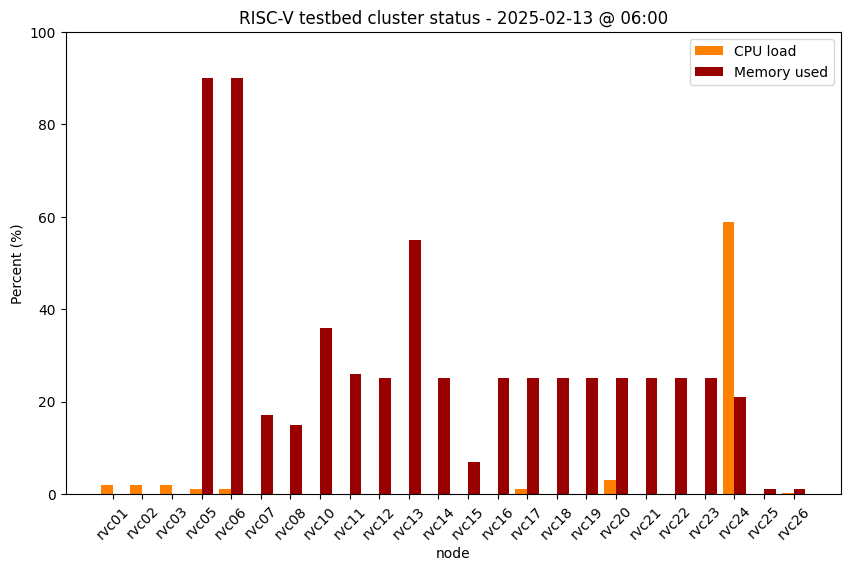 RISC-V testbed cluster status - 2025-02-13 @ 06:00
CPU load
Memory used
Percent (%)
100
80
60
40
20
0
rvc01
rvc02
rvc03
rvc05
rvc06
rvc07
rvc08
rvc10
rvc11
rvc12
rvc13
rvc14
rvc15
rvc16
rvc17
rvc18
rvc19
rvc20
rvc21
rvc22
rvc23
rvc24
rvc25
rvc26
node